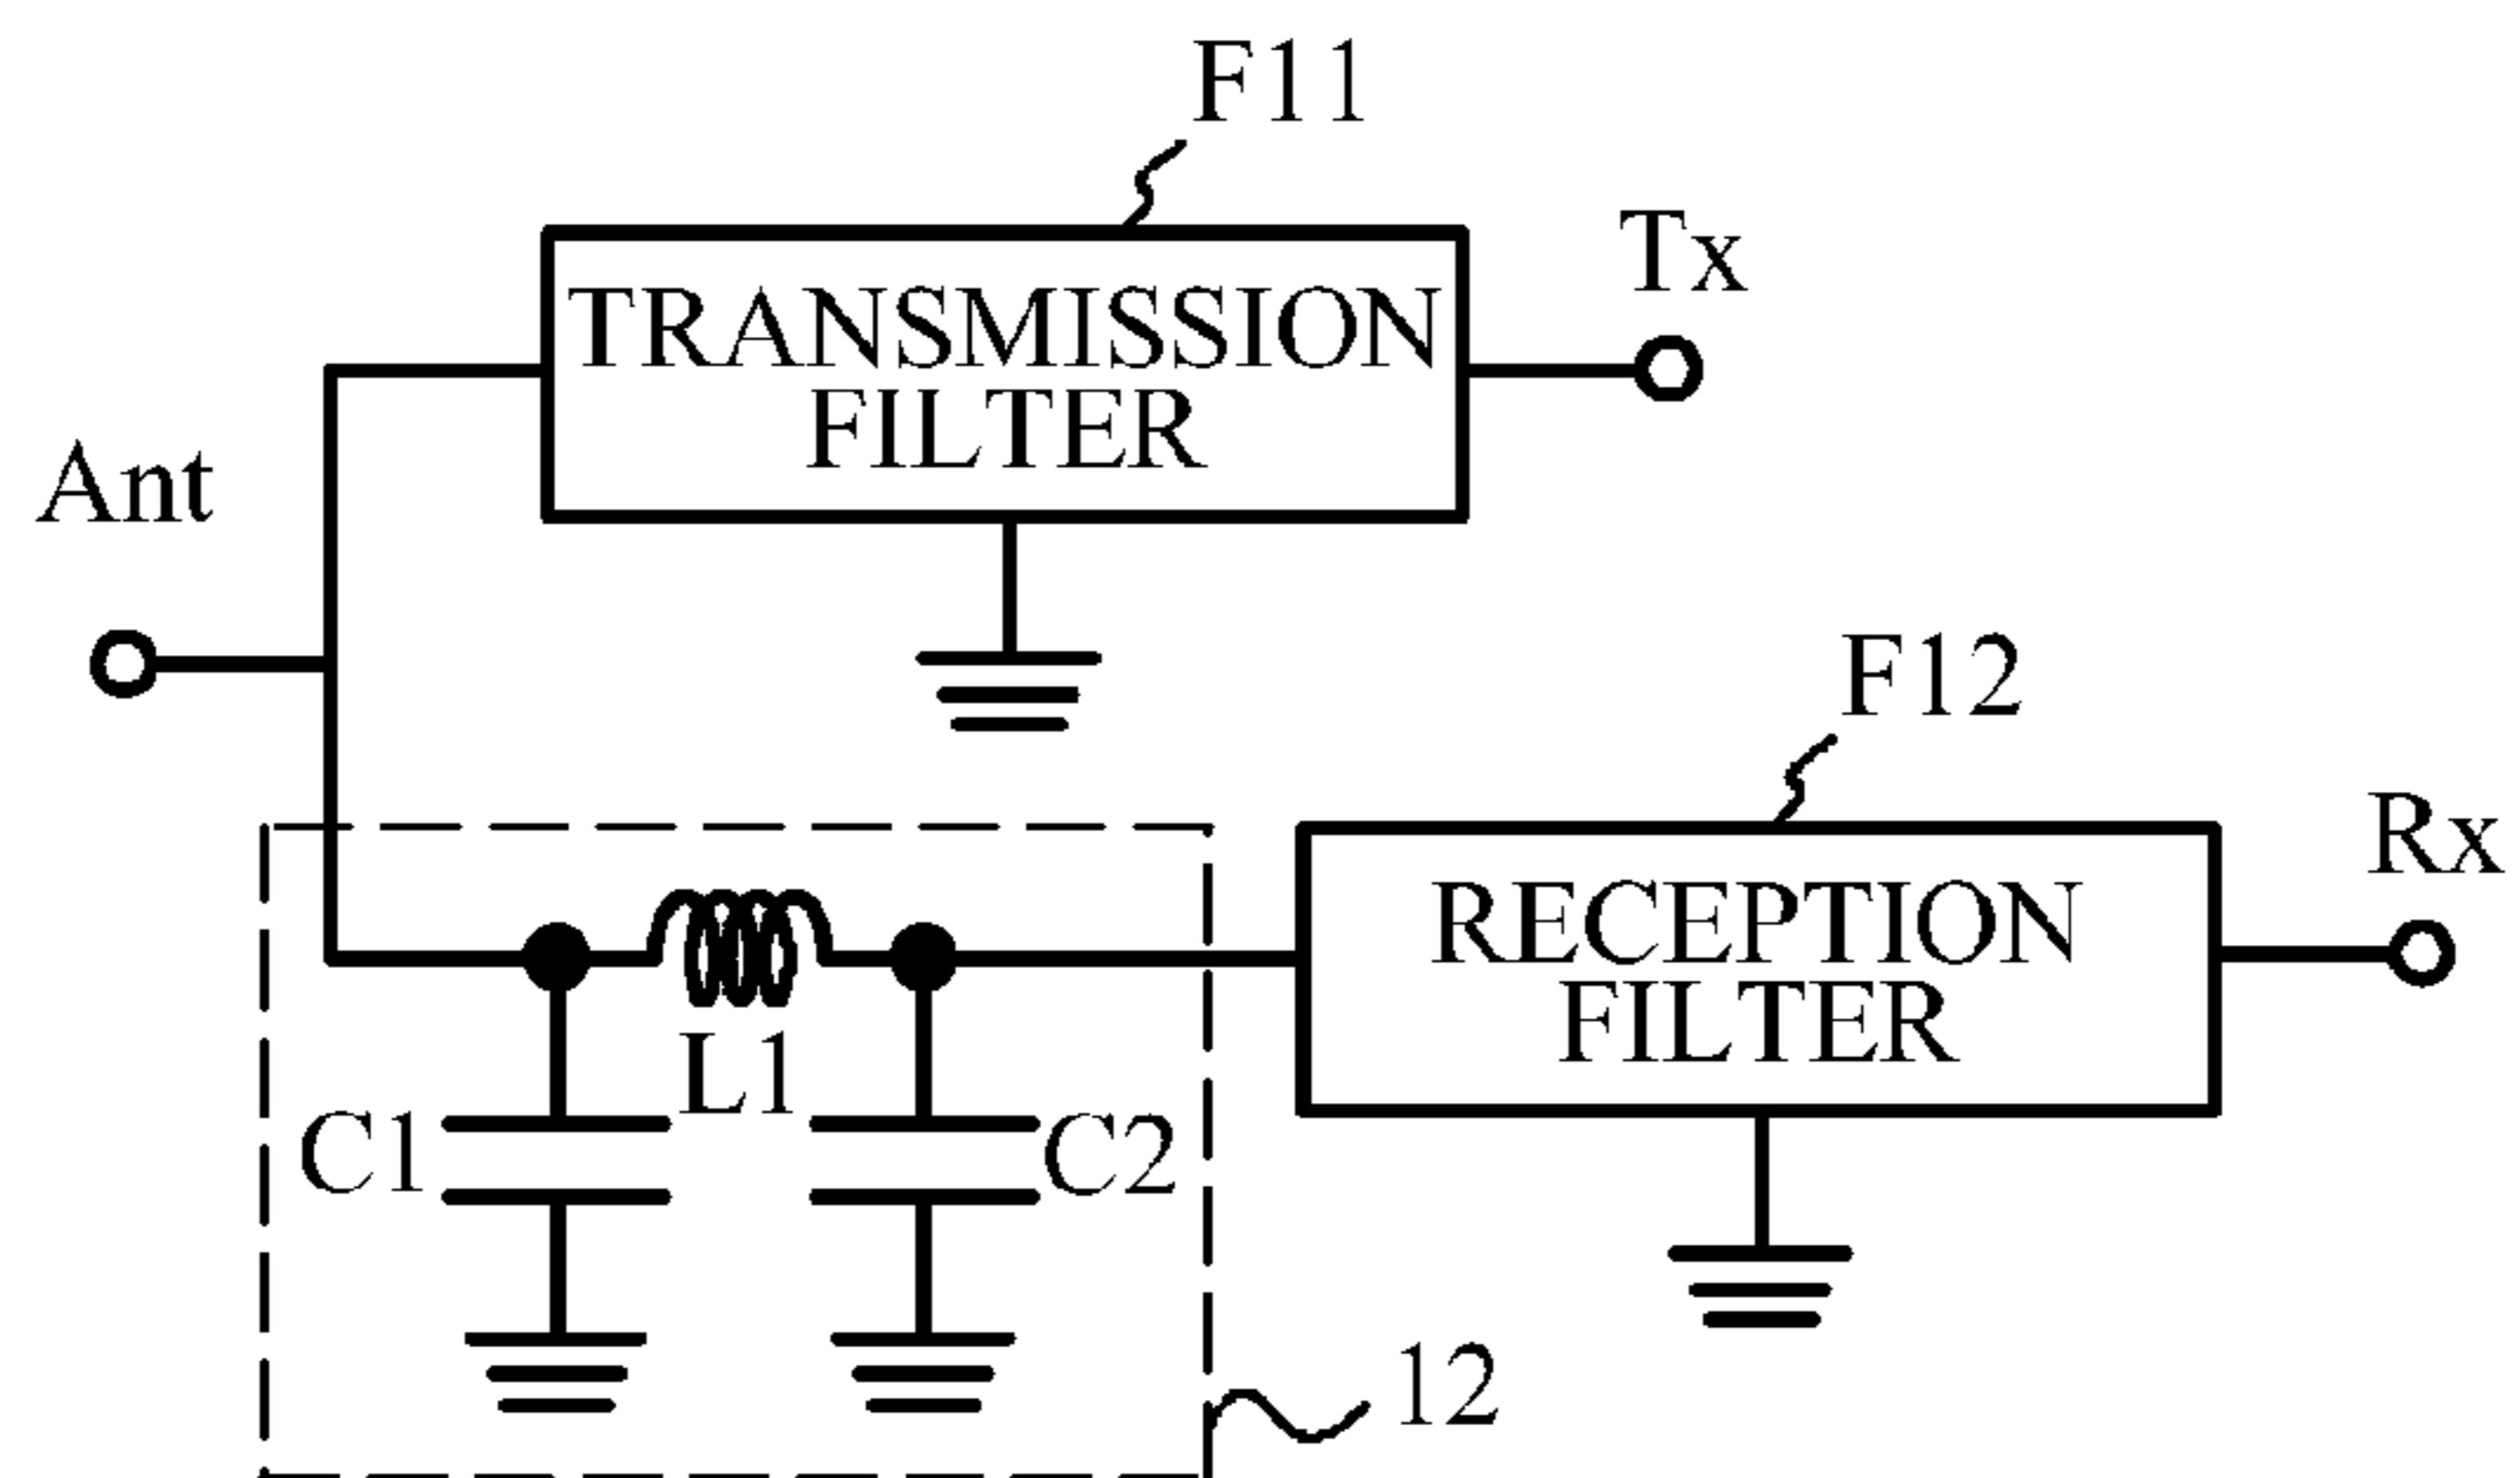 F11
Tx
TRANSMISSION
FILTER
Ant
F12
Rx
RECEPTION
FILTER
L1
C1
C2
12